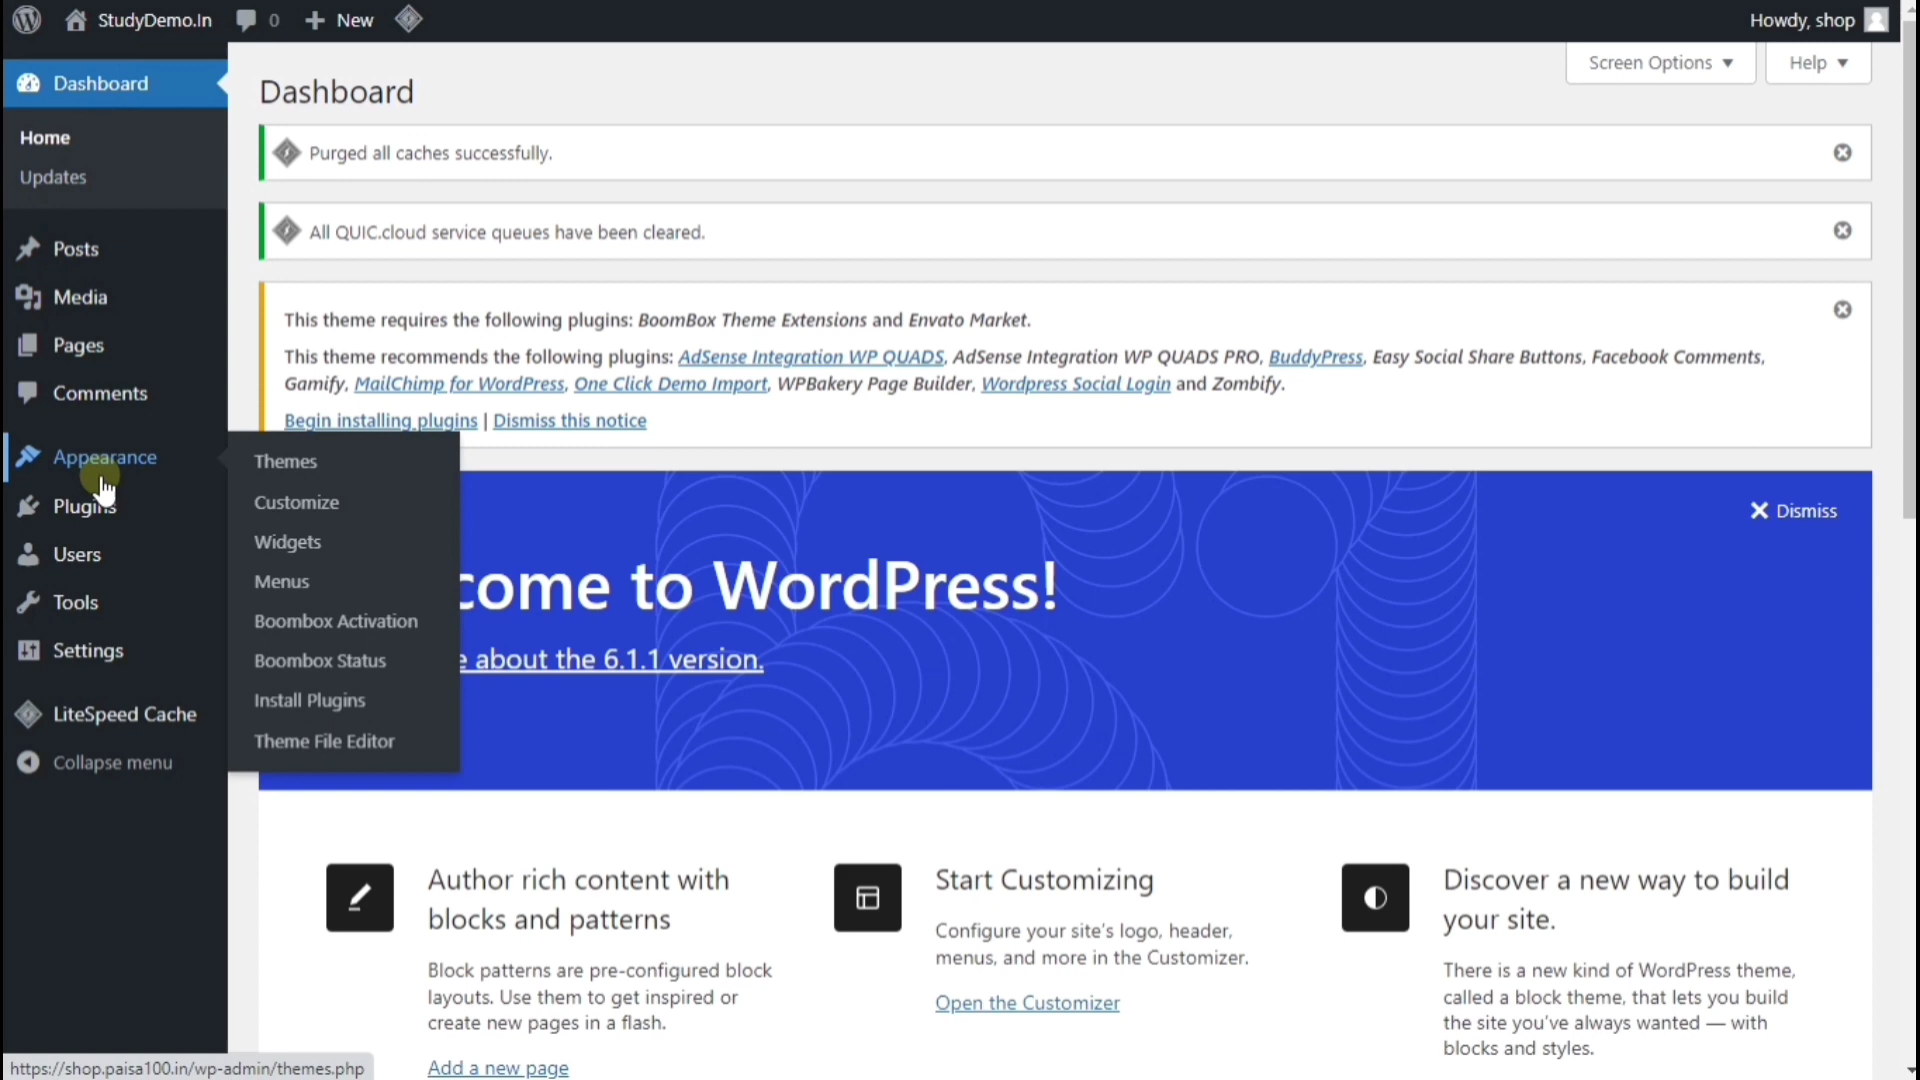 StudyDemo.In 0 New Howdy, shop
Screen Options Help
Dashboard
Home
Updates
Posts
Media
Pages
Comments
Appearance
Plugins
Users
Tools
Settings
LiteSpeed Cache
Collapse menu
Themes
Customize
Widgets
Menus
Boombox Activation
Boombox Status
Install Plugins
Theme File Editor
Dashboard
Purged all caches successfully.
All QUIC.cloud service queues have been cleared.
This theme requires the following plugins: BoomBox Theme Extensions and Envato Market.
This theme recommends the following plugins: AdSense Integration WP QUADS, AdSense Integration WP QUADS PRO, BuddyPress, Easy Social Share Buttons, Facebook Comments,
Gamify, MailChimp for WordPress, One Click Demo Import, WPBakery Page Builder, Wordpress Social Login and Zombify.
Begin installing plugins | Dismiss this notice
Dismiss
come to WordPress!
e about the 6.1.1 version.
Author rich content with
blocks and patterns
Block patterns are pre-configured block
layouts. Use them to get inspired or
create new pages in a flash.
Add a new page
Start Customizing
Configure your site's logo, header,
menus, and more in the Customizer.
Open the Customizer
Discover a new way to build
your site.
There is a new kind of WordPress theme,
called a block theme, that lets you build
the site you've always wanted — with
blocks and styles.
https://shop.paisa100.in/wp-admin/themes.php